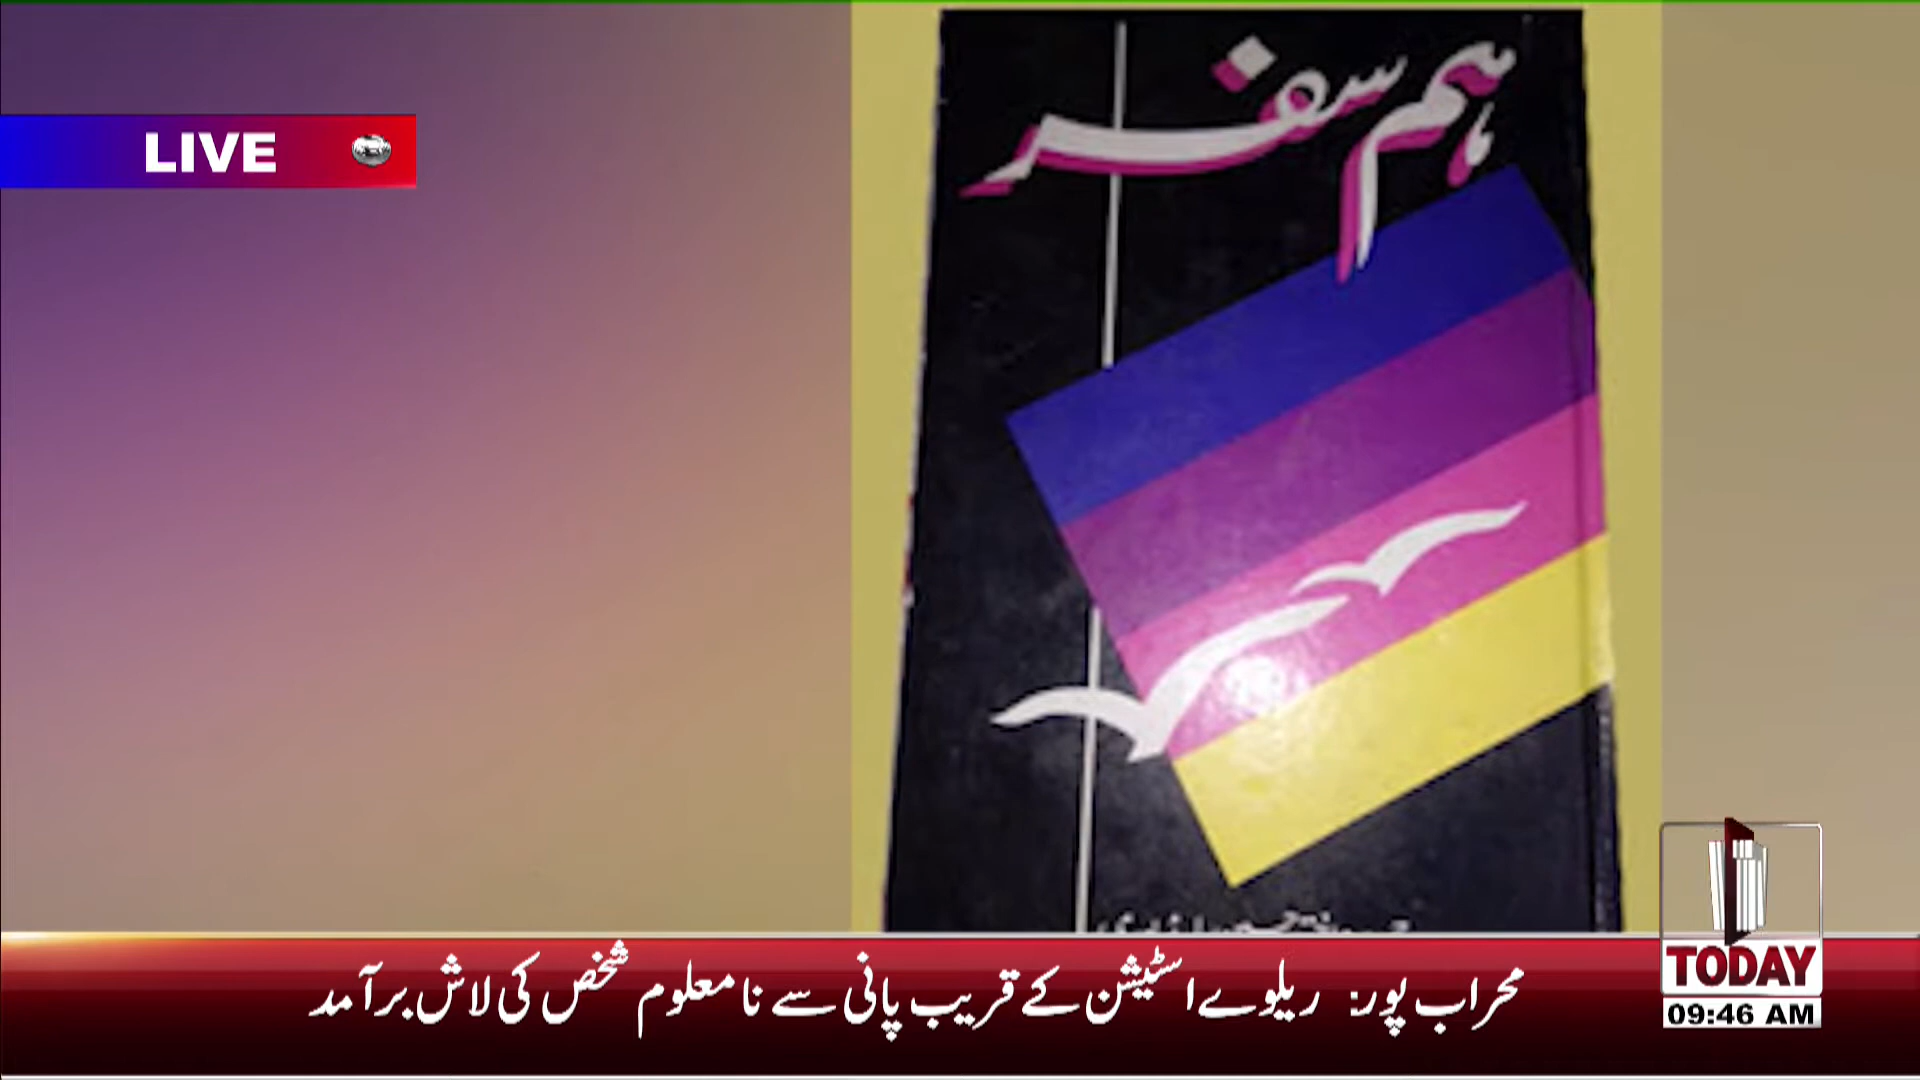 ہم سفر
LIVE
محراب پور: ریلوے اسٹیشن کے قریب پانی سے نامعلوم شخص کی لاش برآمد
TODAY
09:46 AM